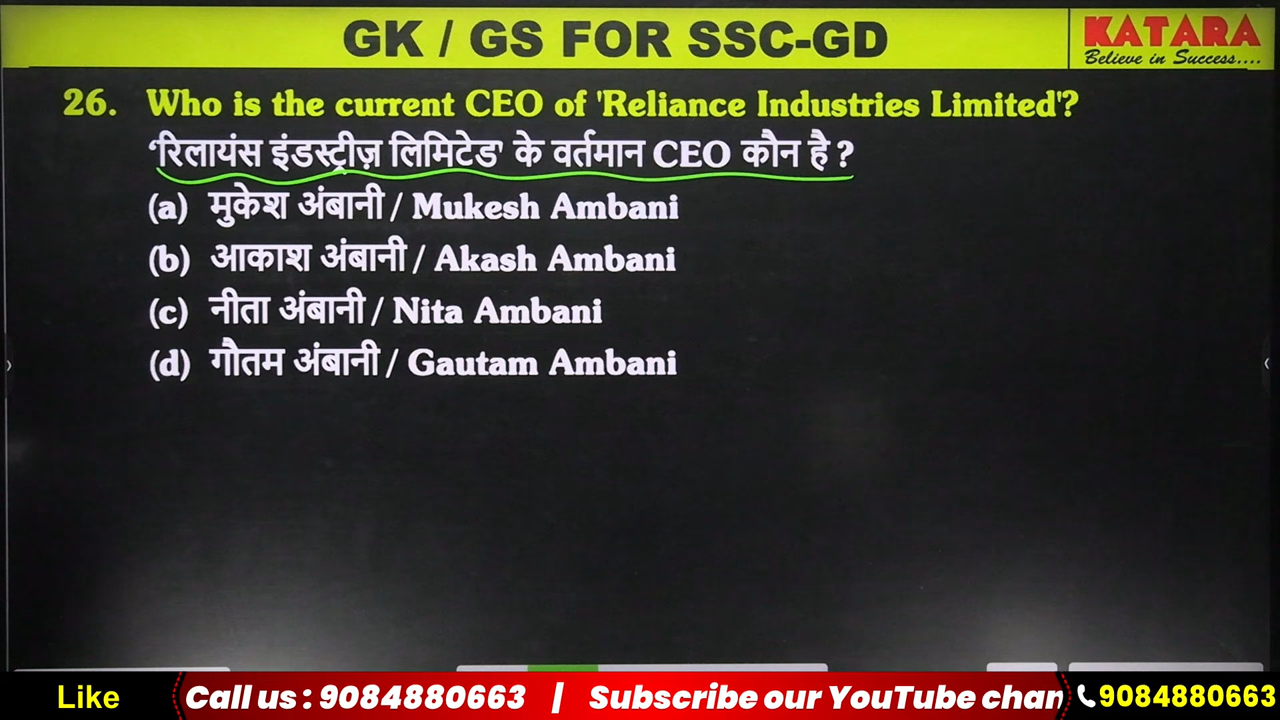 GK / GS FOR SSC-GD
KATARA
Believe in Success....
26. Who is the current CEO of 'Reliance Industries Limited'?
‘रिलायंस इंडस्ट्रीज़ लिमिटेड' के वर्तमान CEO कौन है ?
(a) मुकेश अंबानी / Mukesh Ambani
(b) आकाश अंबानी / Akash Ambani
(c) नीता अंबानी / Nita Ambani
(d) गौतम अंबानी / Gautam Ambani
Like
Call us : 9084880663 | Subscribe our YouTube chan
9084880663